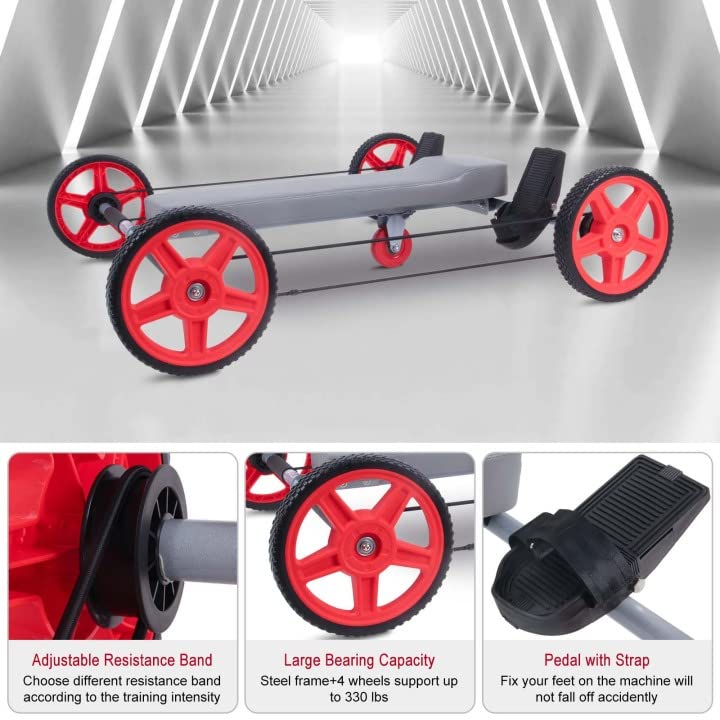 Adjustable Resistance Band
Choose different resistance band
according to the training intensity
Large Bearing Capacity
Steel frame+4 wheels support up
to 330 lbs
Pedal with Strap
Fix your feet on the machine will
not fall off accidently